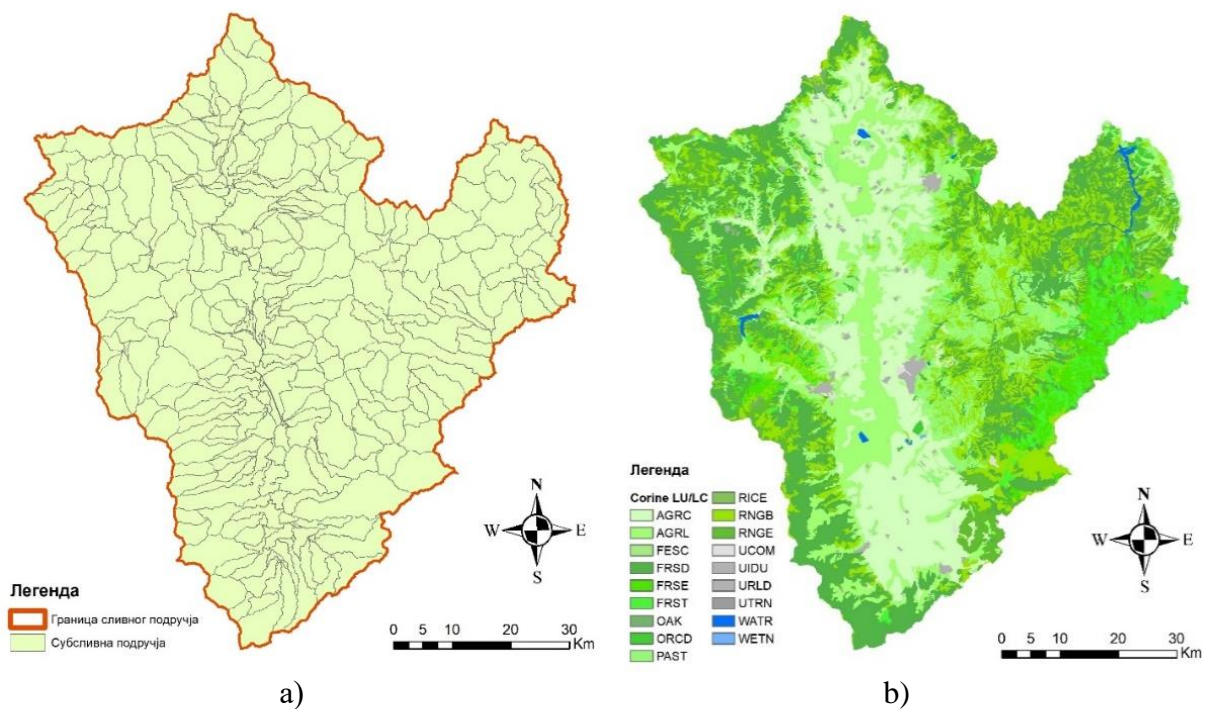 N
W
E
S
Легенда
Граница сливног подручја
Субсливна подручја
0 5 10 20 30
Km
a)
Легенда
Corine LU/LC
AGRC
AGRL
FESC
FRSD
FRSE
FRST
OAK
ORCD
PAST
RICE
RNGB
RNGE
UCOM
UIDU
URLD
UTRN
WATR
WETN
N
W
E
S
0 5 10 20 30
Km
b)